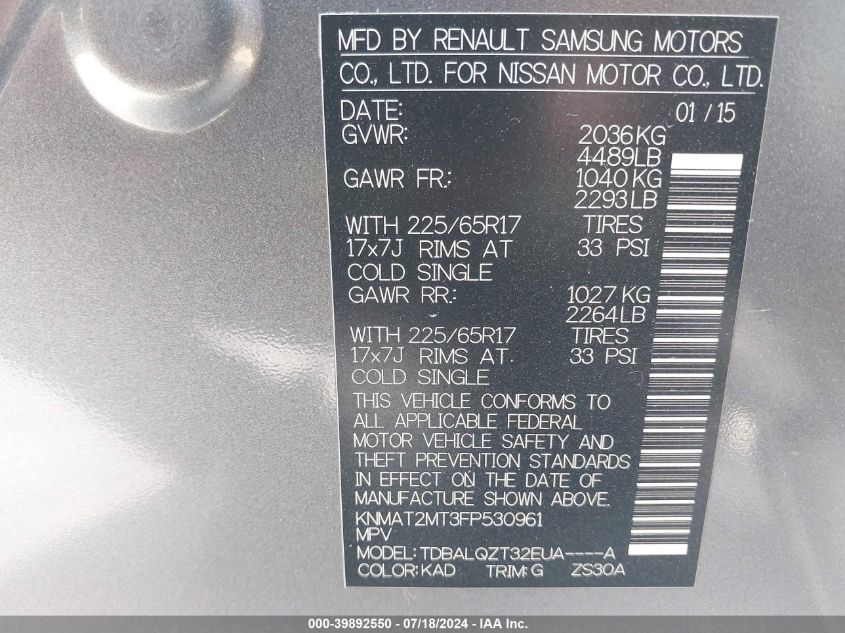 MFD BY RENAULT SAMSUNG MOTORS
CO., LTD. FOR NISSAN MOTOR CO., LTD.
DATE: 01 / 15
GVWR: 2036KG
4489LB
GAWR FR.: 1040 KG
2293LB
WITH 225/65R17 TIRES
17x7J RIMS AT 33 PSI
COLD SINGLE
GAWR RR.: 1027 KG
2264LB
WITH 225/65R17 TIRES
17x7J RIMS AT. 33 PSI
COLD SINGLE
THIS VEHICLE CONFORMS TO
ALL APPLICABLE FEDERAL
MOTOR VEHICLE SAFETY AND
THEFT PREVENTION STANDARDS
IN EFFECT ON THE DATE OF
MANUFACTURE SHOWN ABOVE.
KNMAT2MT3FP530961
MPV
MODEL: TDBALQZT32EUA----A
COLOR: KAD TRIM: G ZS30A
000-39892550 - 07/18/2024 - IAA Inc.